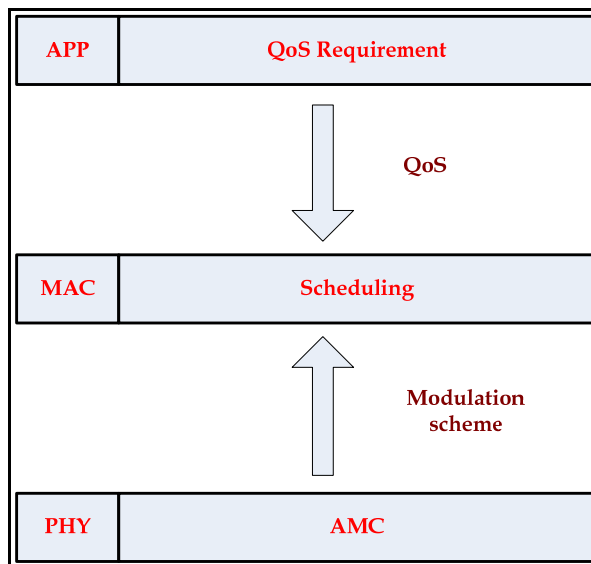 APP QoS Requirement
QoS
MAC Scheduling
Modulation
scheme
PHY AMC